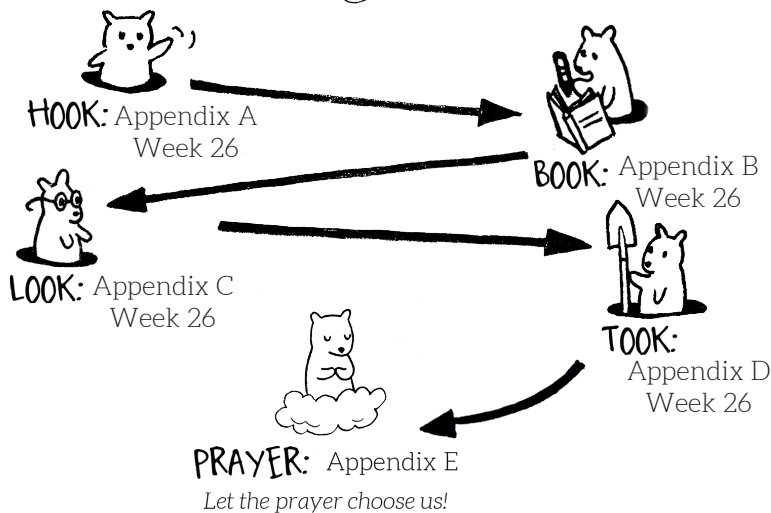 HOOK: Appendix A
Week 26
BOOK: Appendix B
Week 26
LOOK: Appendix C
Week 26
TOOK:
Appendix D
Week 26
PRAYER: Appendix E
Let the prayer choose us!